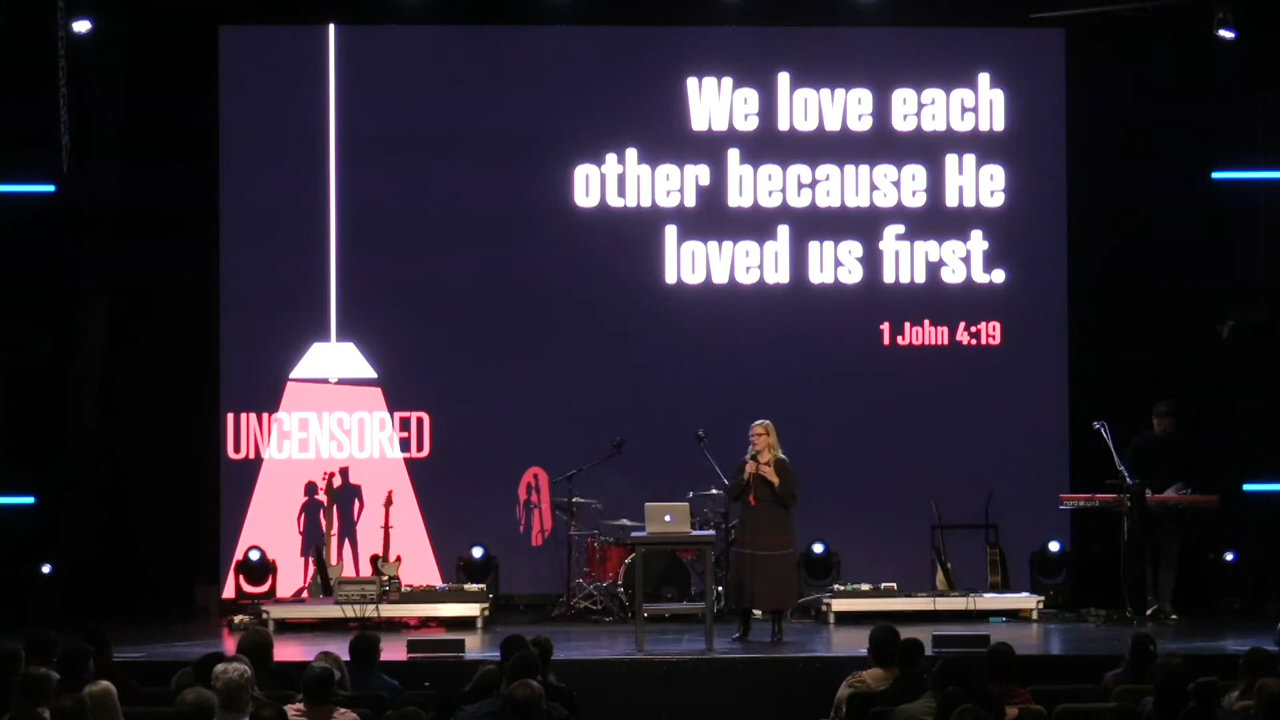 We love each
other because He
loved us first.
1 John 4:19
UNCENSORED